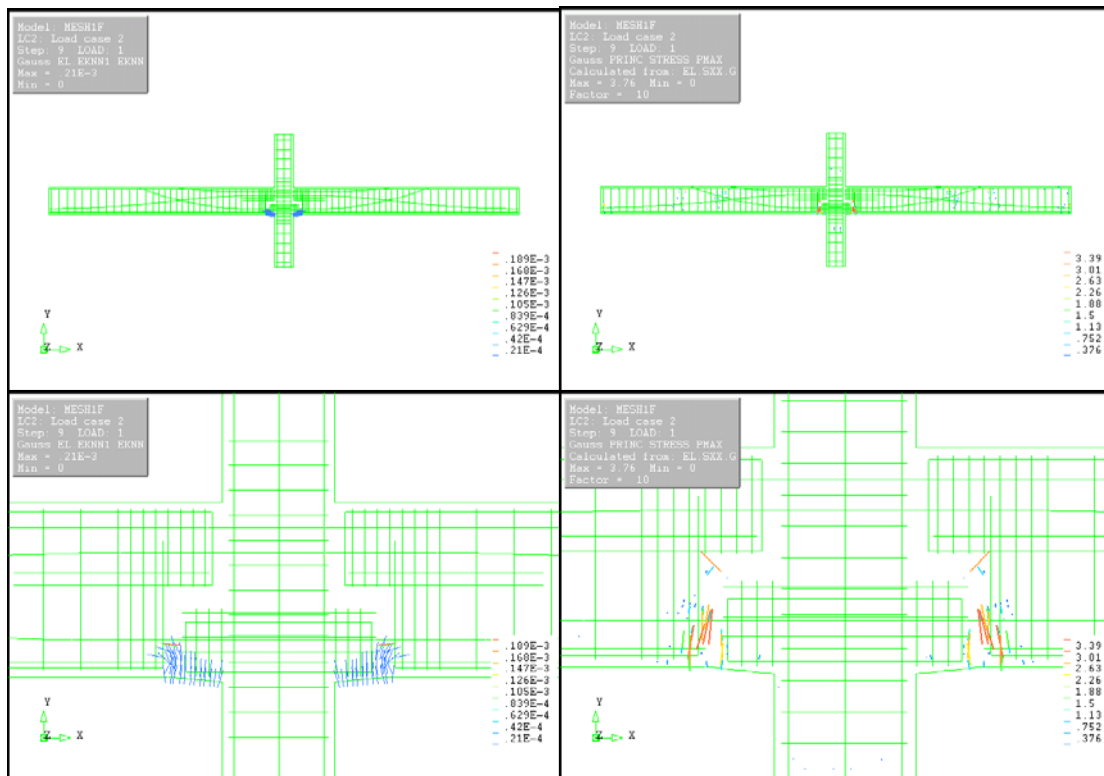 Model: MESH1F
LC2: Load case 2
Step: 9 LOAD: 1
Gauss EL.EKNN1 EKNN
Max = .21E-3
Min = 0
.189E-3
.168E-3
.147E-3
.126E-3
.105E-3
.839E-4
.629E-4
.42E-4
.21E-4
Y
Z X
Model: MESH1F
LC2: Load case 2
Step: 9 LOAD: 1
Gauss PRINC STRESS PMAX
Calculated from: EL.SXX.G
Max = 3.76 Min = 0
Factor = 10
3.39
3.01
2.63
2.26
1.88
1.5
1.13
.752
.376
Y
Z X
Model: MESH1F
LC2: Load case 2
Step: 9 LOAD: 1
Gauss EL.EKNN1 EKNN
Max = .21E-3
Min = 0
.189E-3
.168E-3
.147E-3
.126E-3
.105E-3
.839E-4
.629E-4
.42E-4
.21E-4
Y
Z X
Model: MESH1F
LC2: Load case 2
Step: 9 LOAD: 1
Gauss PRINC STRESS PMAX
Calculated from: EL.SXX.G
Max = 3.76 Min = 0
Factor = 10
3.39
3.01
2.63
2.26
1.88
1.5
1.13
.752
.376
Y
Z X